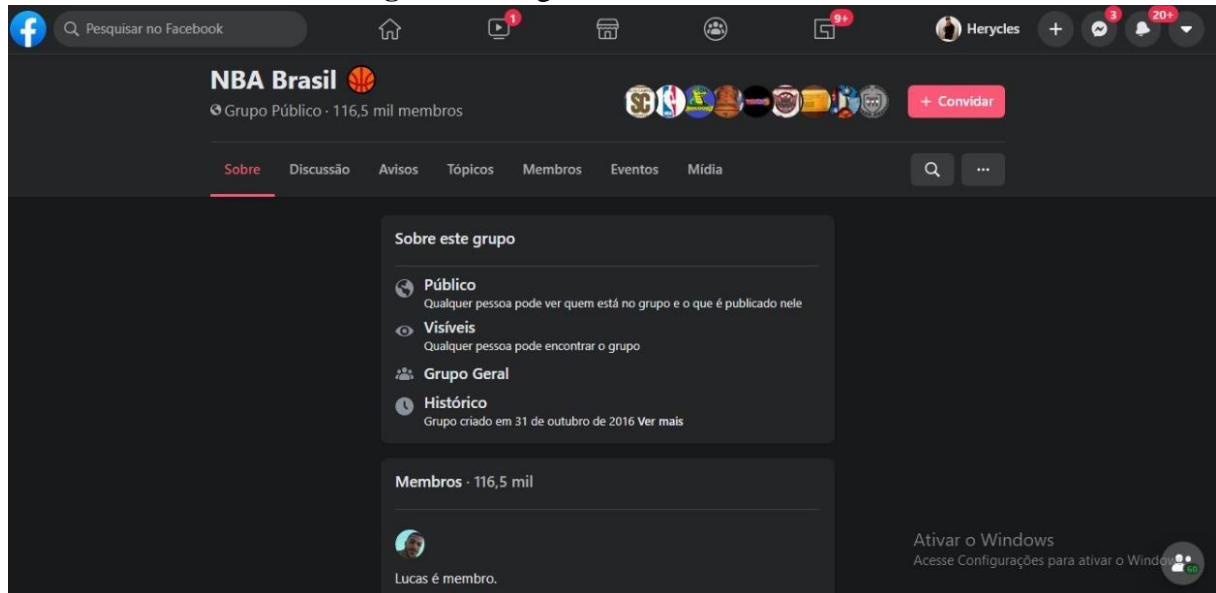 Pesquisar no Facebook
1
9+
Herycles
3
20+
NBA Brasil
Grupo Público · 116,5 mil membros
+ Convidar
Sobre Discussão Avisos Tópicos Membros Eventos Mídia
Sobre este grupo
Público
Qualquer pessoa pode ver quem está no grupo e o que é publicado nele
Visíveis
Qualquer pessoa pode encontrar o grupo
Grupo Geral
Histórico
Grupo criado em 31 de outubro de 2016 Ver mais
Membros · 116,5 mil
Lucas é membro.
Ativar o Windows
Acesse Configurações para ativar o